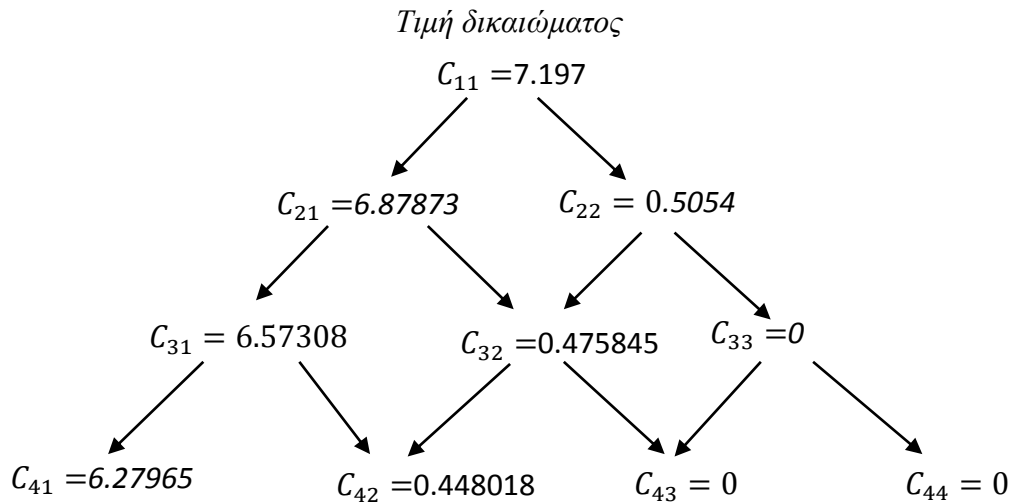 Τιμή δικαιώματος
C₁₁ =7.197
C₂₁ =6.87873 C₂₂ = 0.5054
C₃₁ = 6.57308 C₃₂ =0.475845 C₃₃ =0
C₄₁ =6.27965 C₄₂ =0.448018 C₄₃ = 0 C₄₄ = 0